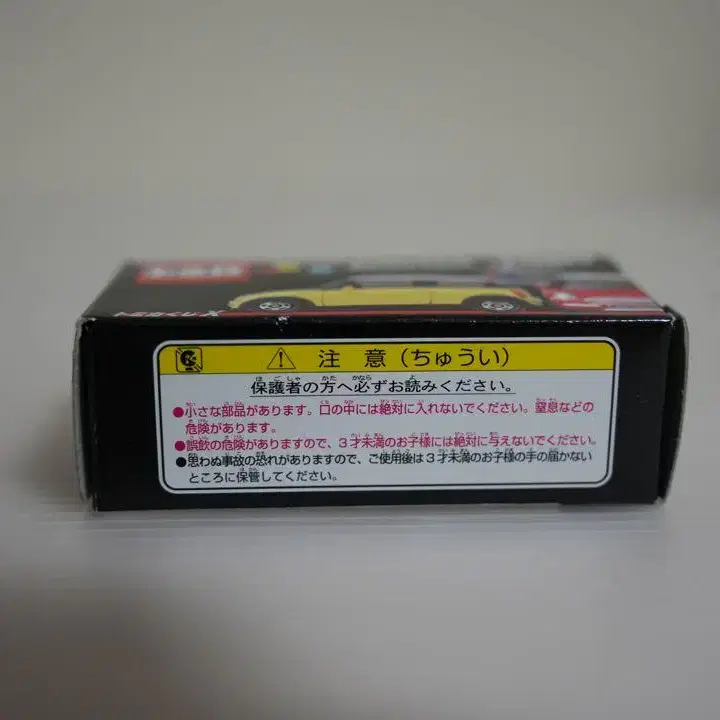 トミカくじ X
注 意（ちゅうい）
保護者の方へ必ずお読みください。
●小さな部品があります。口の中には絶対に入れないでください。窒息などの
危険があります。
●誤飲の危険がありますので、3才未満のお子様には絶対に与えないでください。
●思わぬ事故の恐れがありますので、ご使用後は3才未満のお子様の手の届かない
ところに保管してください。